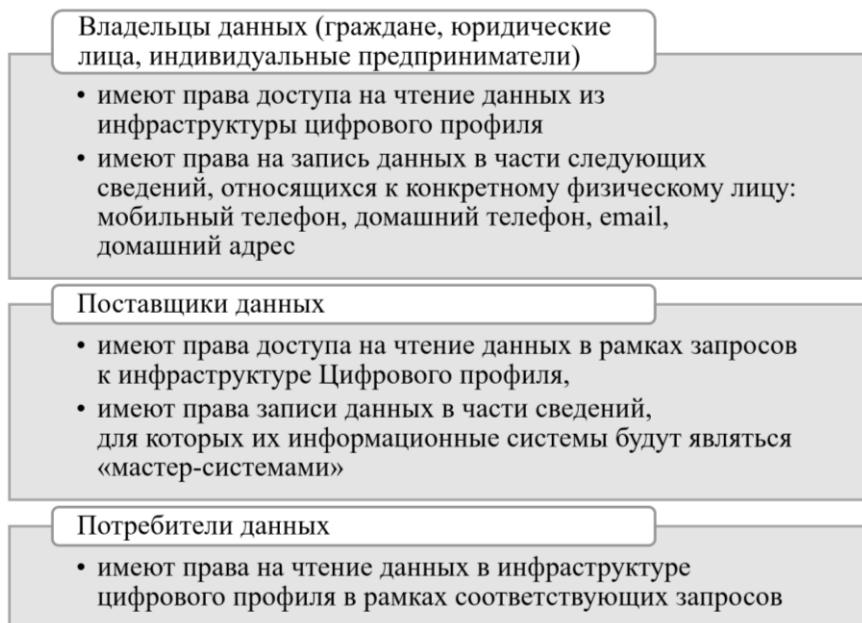 Владельцы данных (граждане, юридические
лица, индивидуальные предприниматели)
• имеют права доступа на чтение данных из
инфраструктуры цифрового профиля
• имеют права на запись данных в части следующих
сведений, относящихся к конкретному физическому лицу:
мобильный телефон, домашний телефон, email,
домашний адрес
Поставщики данных
• имеют права доступа на чтение данных в рамках запросов
к инфраструктуре Цифрового профиля,
• имеют права записи данных в части сведений,
для которых их информационные системы будут являться
«мастер-системами»
Потребители данных
• имеют права на чтение данных в инфраструктуре
цифрового профиля в рамках соответствующих запросов